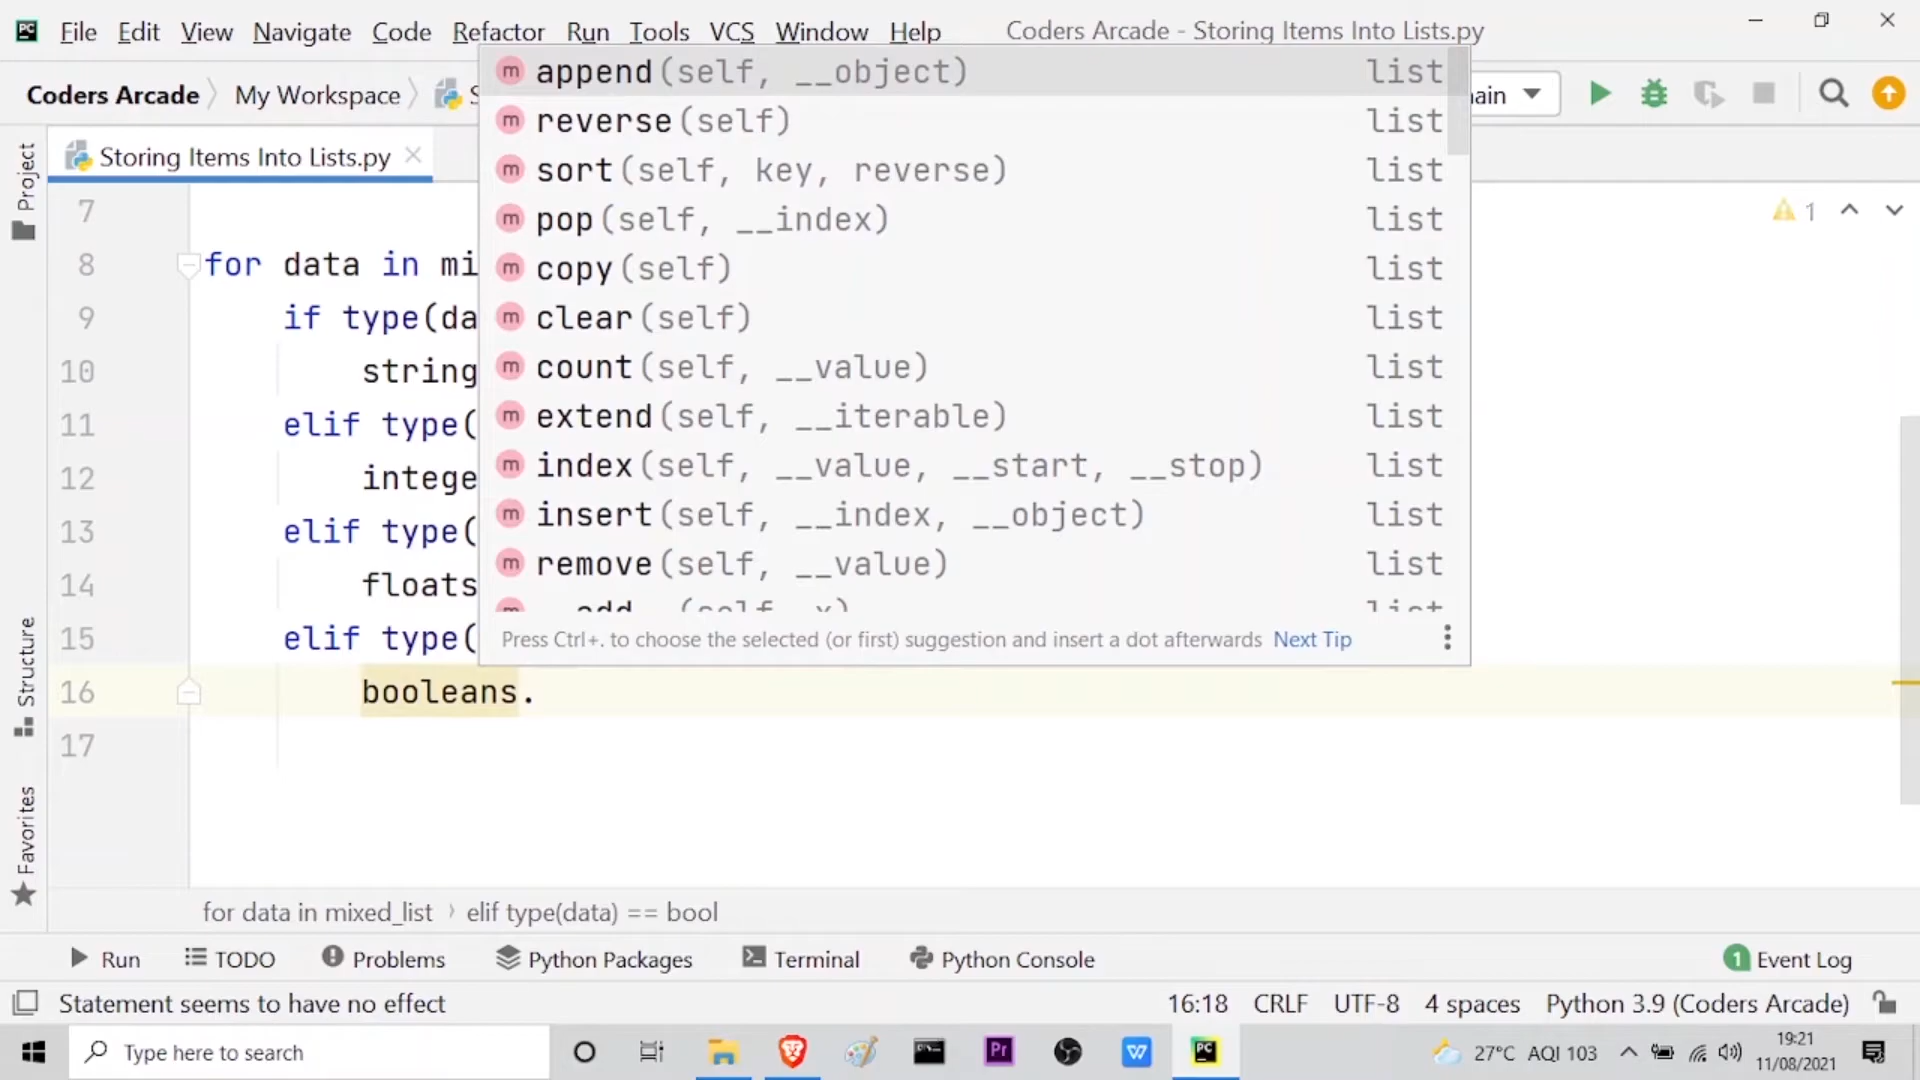 File Edit View Navigate Code Refactor Run Tools VCS Window Help Coders Arcade - Storing Items Into Lists.py
Coders Arcade My Workspace S ain
Storing Items Into Lists.py
1
append(self, __object) list
reverse(self) list
sort(self, key, reverse) list
pop(self, __index) list
copy(self) list
clear(self) list
count(self, __value) list
extend(self, __iterable) list
index(self, __value, __start, __stop) list
insert(self, __index, __object) list
remove(self, __value) list
__add__(self, x) list
Press Ctrl+. to choose the selected (or first) suggestion and insert a dot afterwards Next Tip
7
8 for data in mi
9 if type(da
10 string
11 elif type(
12 intege
13 elif type(
14 floats
15 elif type(
16 booleans.
17
Project
Structure
Favorites
for data in mixed_list elif type(data) == bool
Run TODO Problems Python Packages Terminal Python Console 1 Event Log
Statement seems to have no effect 16:18 CRLF UTF-8 4 spaces Python 3.9 (Coders Arcade)
Type here to search Pr PC 27°C AQI 103 19:21
11/08/2021